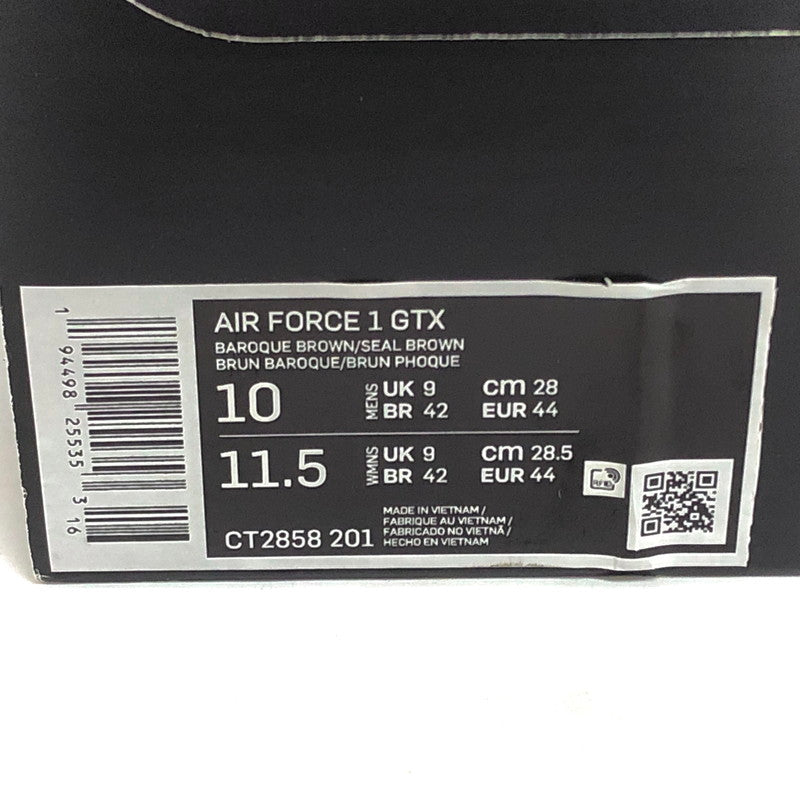 1 94498 25535 3 16
AIR FORCE 1 GTX
BAROQUE BROWN/SEAL BROWN
BRUN BAROQUE/BRUN PHOQUE
10 MENS UK 9 cm 28
BR 42 EUR 44
11.5 WMNS UK 9 cm 28.5
BR 42 EUR 44
RFID
CT2858 201
MADE IN VIETNAM /
FABRIQUE AU VIETNAM /
FABRICADO NO VIETNÃ /
HECHO EN VIETNAM